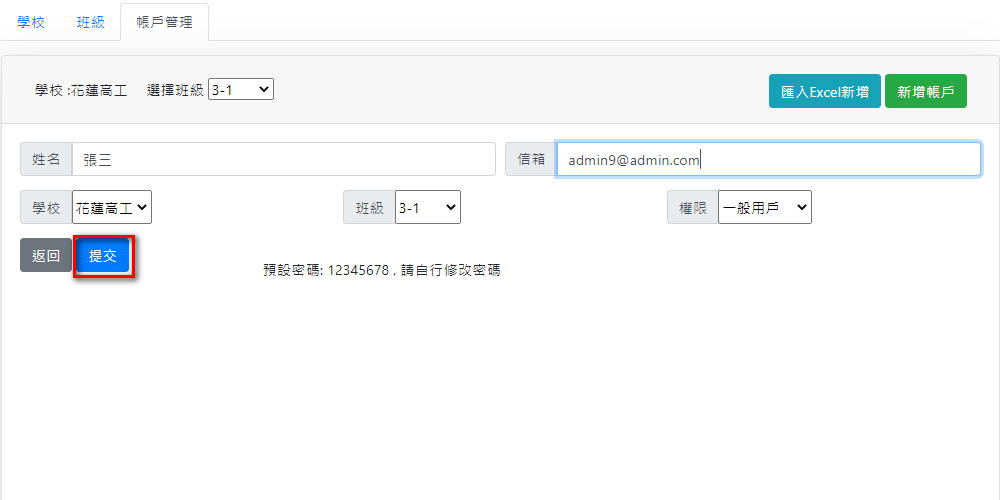 學校 班級 帳戶管理
學校 :花蓮高工 選擇班級 3-1 匯入Excel新增 新增帳戶
姓名 張三 信箱 admin9@admin.com
學校 花蓮高工 班級 3-1 權限 一般用戶
返回 提交
預設密碼: 12345678 , 請自行修改密碼